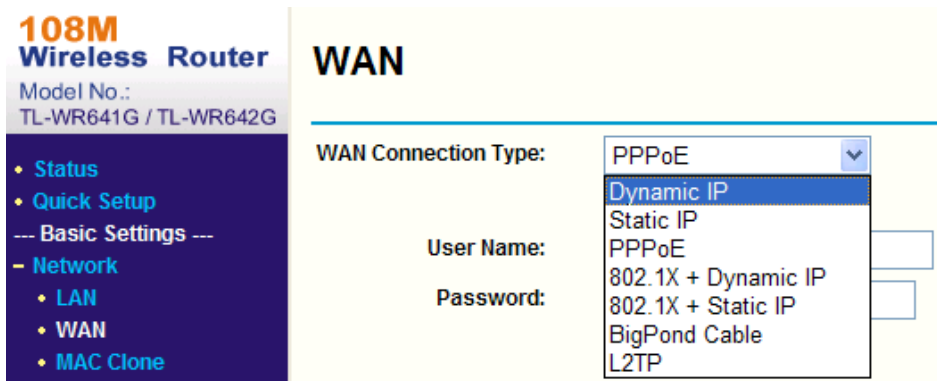 108M
Wireless Router
Model No.:
TL-WR641G / TL-WR642G
• Status
• Quick Setup
--- Basic Settings ---
– Network
• LAN
• WAN
• MAC Clone
WAN
WAN Connection Type:
PPPoE
Dynamic IP
Static IP
PPPoE
802.1X + Dynamic IP
802.1X + Static IP
BigPond Cable
L2TP
User Name:
Password: